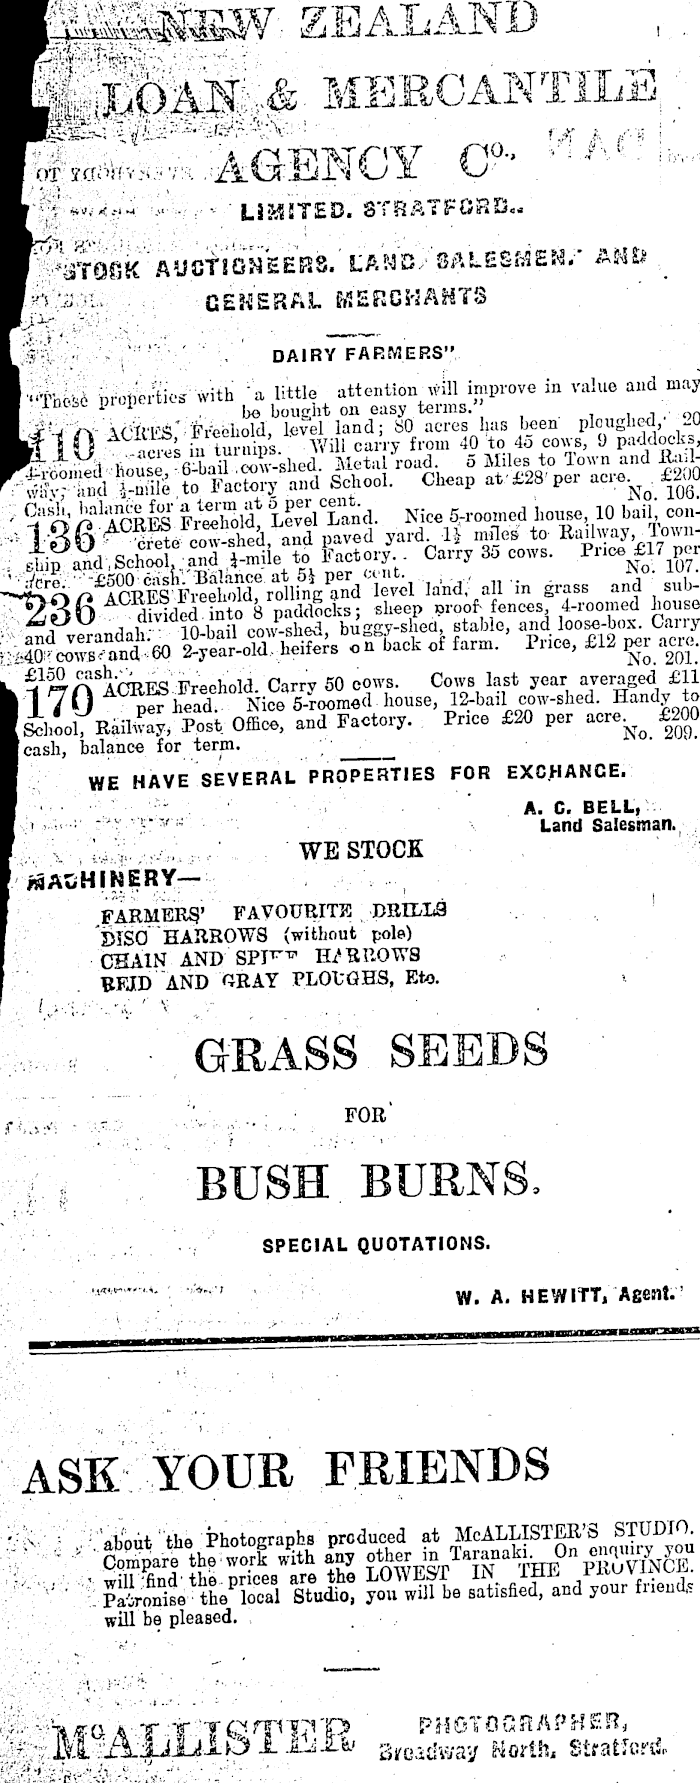 NEW ZEALAND
LOAN & MERCANTILE
AGENCY Co.,
LIMITED. STRATFORD..
STOCK AUCTIONEERS. LAND SALESMEN, AND
GENERAL MERCHANTS
DAIRY FARMERS"
"These properties with a little attention will improve in value and may
be bought on easy terms."
110 ACRES, Freehold, level land; 80 acres has been ploughed, 20
acres in turnips. Will carry from 40 to 45 cows, 9 paddocks,
4-roomed house, 6-bail cow-shed. Metal road. 5 Miles to Town and Rail-
way, and ½-mile to Factory and School. Cheap at £28 per acre. £200
Cash, balance for a term at 5 per cent. No. 106.
136 ACRES Freehold, Level Land. Nice 5-roomed house, 10 bail, con-
crete cow-shed, and paved yard. 1½ miles to Railway, Town-
ship and School, and ¼-mile to Factory. Carry 35 cows. Price £17 per
acre. £500 cash. Balance at 5½ per cent. No. 107.
236 ACRES Freehold, rolling and level land, all in grass and sub-
divided into 8 paddocks; sheep proof fences, 4-roomed house
and verandah. 10-bail cow-shed, buggy-shed, stable, and loose-box. Carry
40 cows and 60 2-year-old heifers on back of farm. Price, £12 per acre.
£150 cash. No. 201.
170 ACRES Freehold. Carry 50 cows. Cows last year averaged £11
per head. Nice 5-roomed house, 12-bail cow-shed. Handy to
School, Railway, Post Office, and Factory. Price £20 per acre. £200
cash, balance for term. No. 209.
WE HAVE SEVERAL PROPERTIES FOR EXCHANGE.
A. C. BELL,
Land Salesman.
WE STOCK
MACHINERY—
FARMERS' FAVOURITE DRILLS
DISC HARROWS (without pole)
CHAIN AND SPIKE HARROWS
REID AND GRAY PLOUGHS, Etc.
GRASS SEEDS
FOR
BUSH BURNS.
SPECIAL QUOTATIONS.
W. A. HEWITT, Agent.
ASK YOUR FRIENDS
about the Photographs produced at McALLISTER'S STUDIO.
Compare the work with any other in Taranaki. On enquiry you
will find the prices are the LOWEST IN THE PROVINCE.
Patronise the local Studio, you will be satisfied, and your friends
will be pleased.
McALLISTER PHOTOGRAPHER,
Broadway North, Stratford.